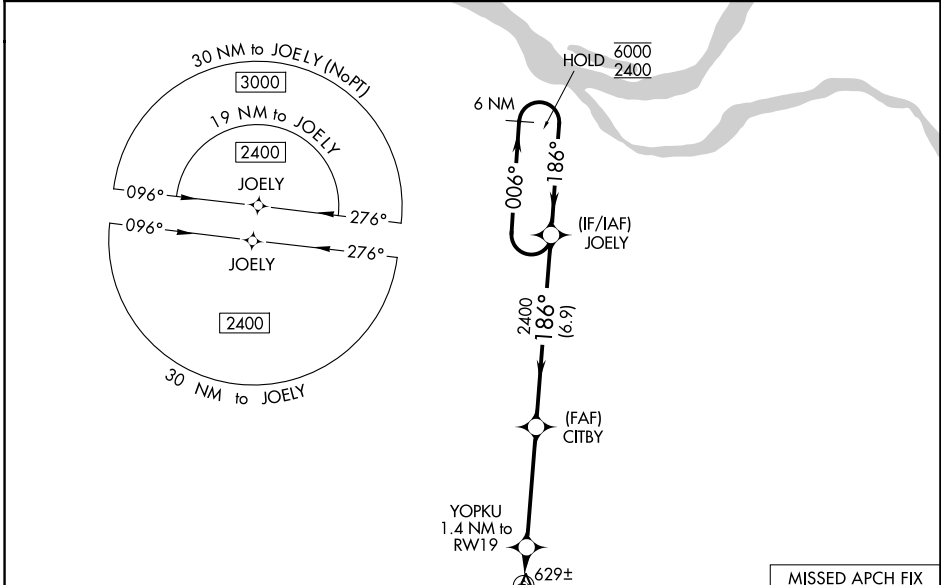 30 NM to JOELY (NoPT)
3000
19 NM to JOELY
2400
JOELY
096°
276°
096°
276°
JOELY
2400
30 NM to JOELY
HOLD
6000
2400
6 NM
006°
186°
(IF/IAF)
JOELY
2400
186°
(6.9)
(FAF)
CITBY
YOPKU
1.4 NM to
RW19
629±
MISSED APCH FIX